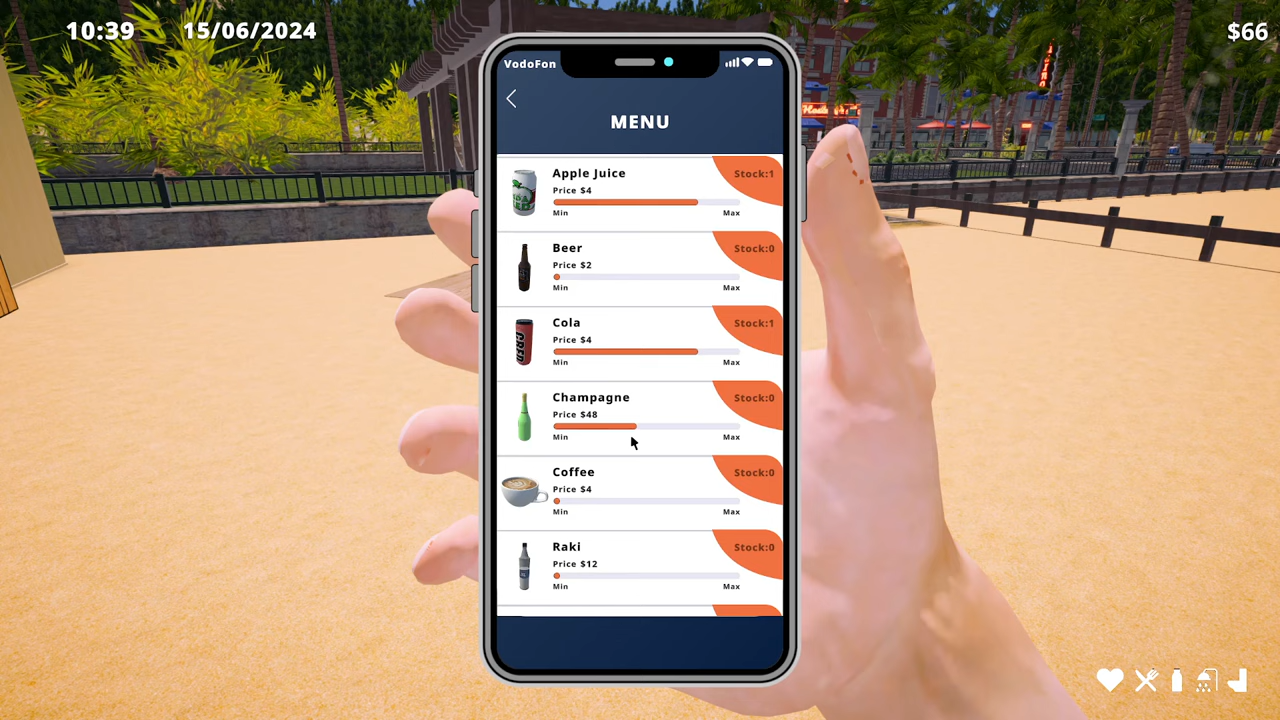 10:39
15/06/2024
$66
VodoFon
MENU
Apple Juice
Stock:1
Price $4
Min
Max
Beer
Stock:0
Price $2
Min
Max
Cola
Stock:1
Price $4
Min
Max
Champagne
Stock:0
Price $48
Min
Max
Coffee
Stock:0
Price $4
Min
Max
Raki
Stock:0
Price $12
Min
Max